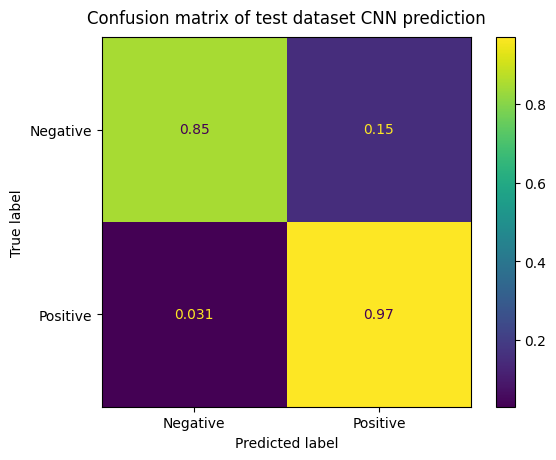 Confusion matrix of test dataset CNN prediction
True label
Negative
0.85
0.15
Positive
0.031
0.97
Negative
Positive
Predicted label
0.8
0.6
0.4
0.2